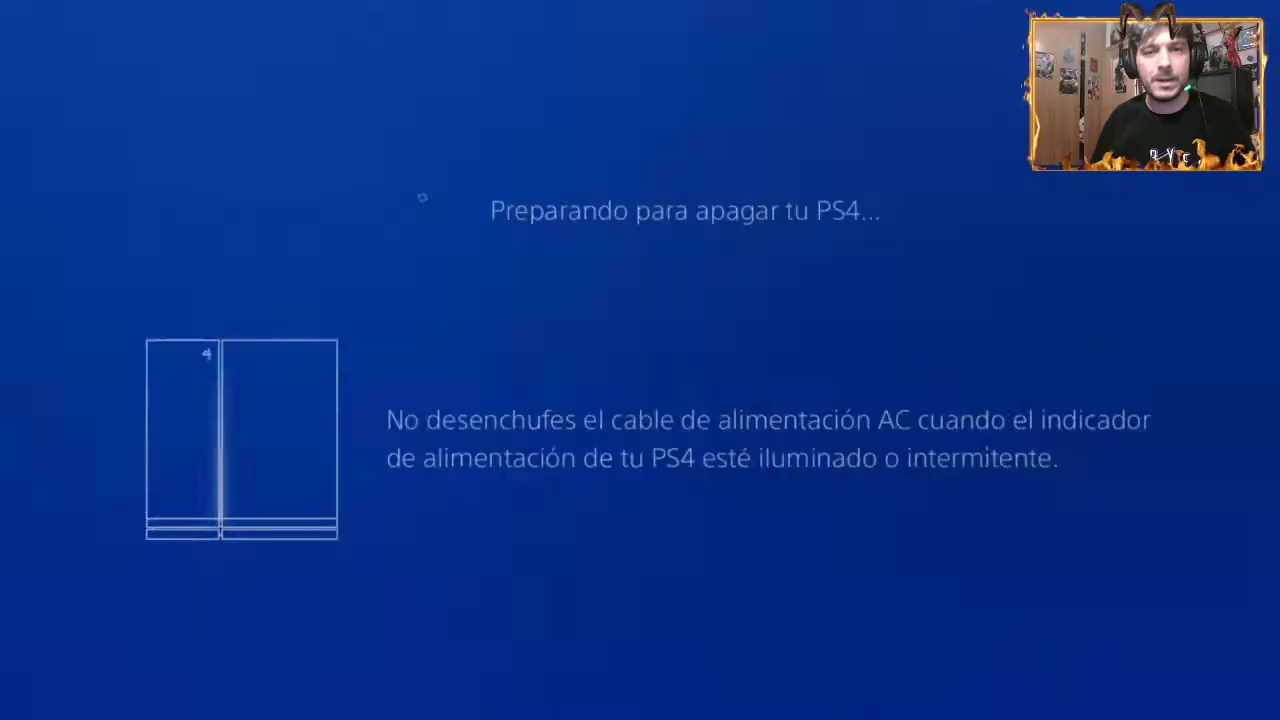 Preparando para apagar tu PS4...
4
No desenchufes el cable de alimentación AC cuando el indicador
de alimentación de tu PS4 esté iluminado o intermitente.